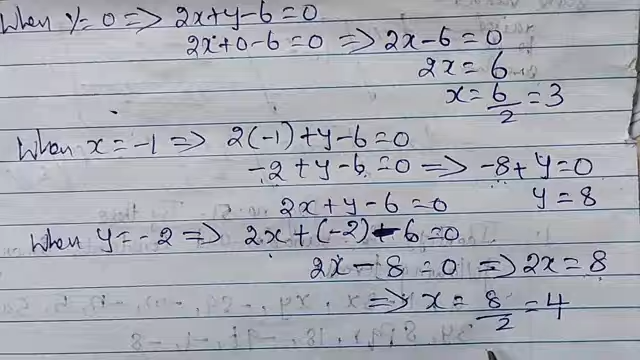 When y=0 => 2x+y-6=0
2x+0-6=0 => 2x-6=0
2x=6
x=6/2=3
When x=-1 => 2(-1)+y-6=0
-2+y-6=0 => -8+y=0
2x+y-6=0 y=8
When y=-2 => 2x+(-2)-6=0
2x-8=0 => 2x=8
=> x=8/2=4